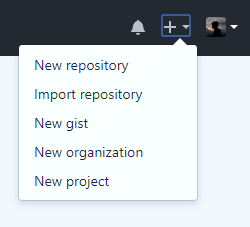 New repository
Import repository
New gist
New organization
New project